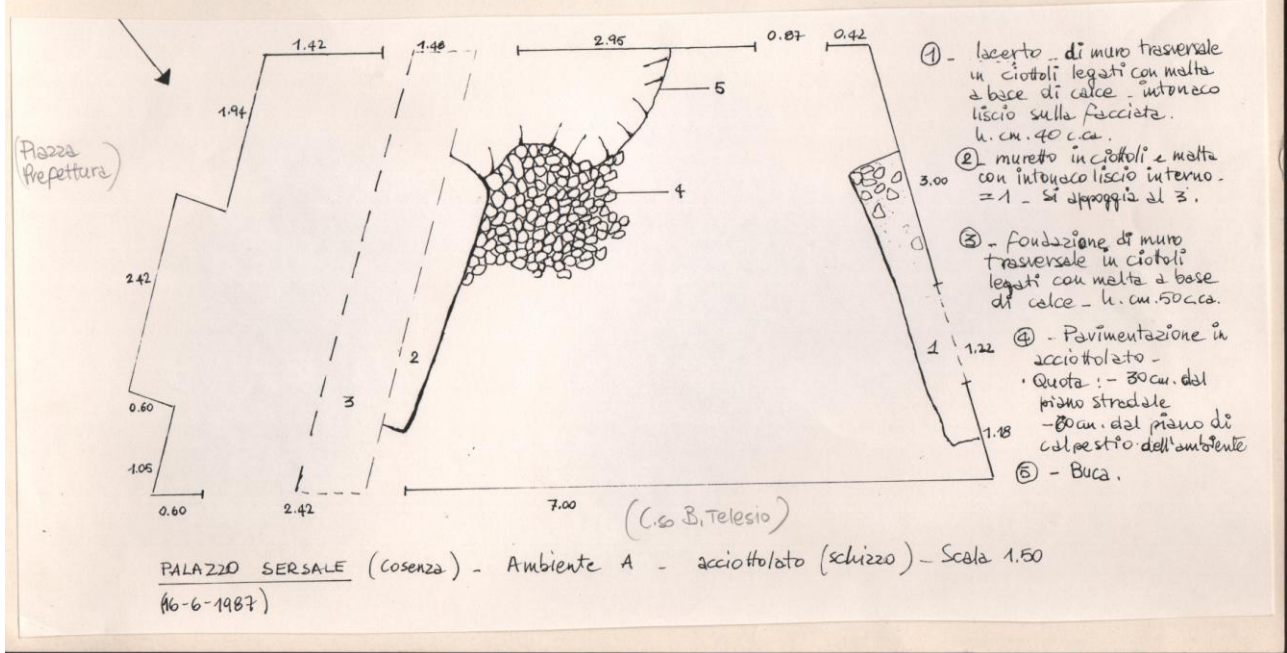 1.42
1.48
2.95
0.87
0.42
1.94
5
(Piazza
Prefettura)
4
3.00
2.42
2
3
1
1.22
0.60
1.05
1.18
0.60
2.42
7.00
(C.so B. Telesio)
① - lacerto - di muro trasversale
in ciottoli legati con malta
a base di calce - intonaco
liscio sulla facciata.
h. cm. 40 c.ca.
② - muretto in ciottoli e malta
con intonaco liscio interno -
= 1 - Si appoggia al 3.
③ - fondazione di muro
trasversale in ciottoli
legati con malta a base
di calce - h. cm. 50 c.ca.
④ - Pavimentazione in
acciottolato -
· Quota : - 30 cm. dal
piano stradale
- 60 cm. dal piano di
calpestio dell'ambiente
⑤ - Buca.
PALAZZO SERSALE (Cosenza) - Ambiente A - acciottolato (schizzo) - Scala 1.50
(16-6-1987)